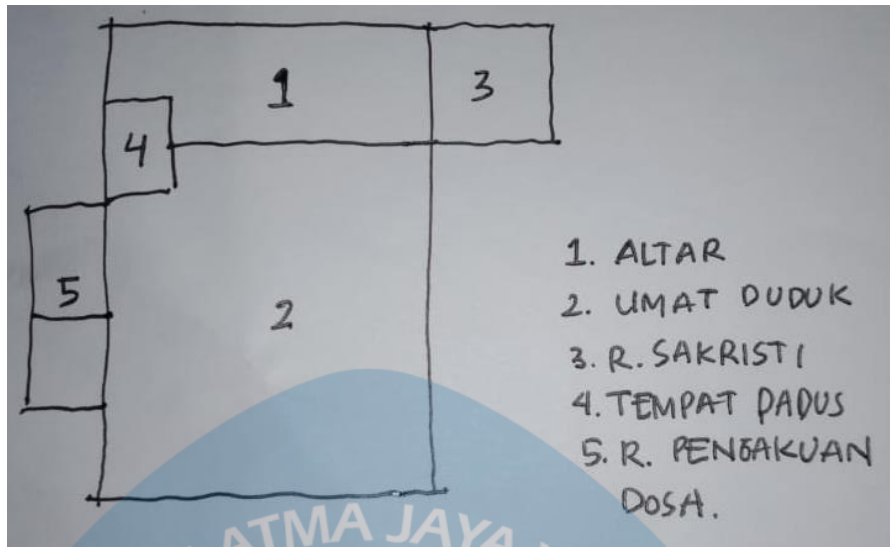 1
3
4
5
2
1. ALTAR
2. UMAT DUDUK
3. R. SAKRISTI
4. TEMPAT PADUS
5. R. PENGAKUAN
DOSA.
ATMA JAYA